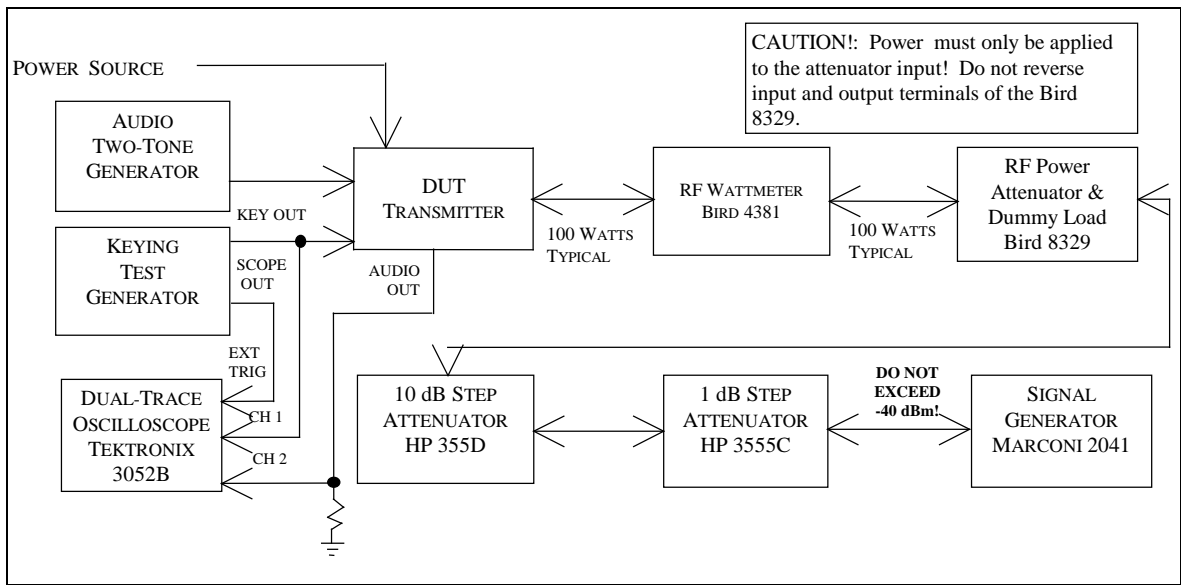 CAUTION!: Power must only be applied
to the attenuator input! Do not reverse
input and output terminals of the Bird
8329.
POWER SOURCE
AUDIO
TWO-TONE
GENERATOR
DUT
TRANSMITTER
RF WATTMETER
BIRD 4381
RF Power
Attenuator &
Dummy Load
Bird 8329
100 WATTS
TYPICAL
100 WATTS
TYPICAL
KEY OUT
KEYING
TEST
GENERATOR
SCOPE
OUT
AUDIO
OUT
EXT
TRIG
DUAL-TRACE
OSCILLOSCOPE
TEKTRONIX
3052B
CH 1
CH 2
10 dB STEP
ATTENUATOR
HP 355D
1 dB STEP
ATTENUATOR
HP 3555C
DO NOT
EXCEED
-40 dBm!
SIGNAL
GENERATOR
MARCONI 2041